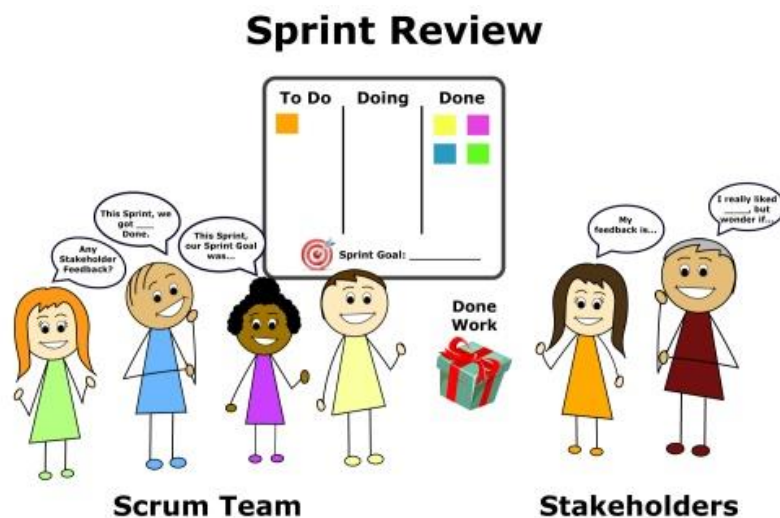 Sprint Review
To Do
Doing
Done
Sprint Goal: ___________
This Sprint, we
got ___
Done.
Any
Stakeholder
Feedback?
This Sprint,
our Sprint Goal
was...
My
feedback is...
I really liked
____, but
wonder if...
Done
Work
Scrum Team
Stakeholders